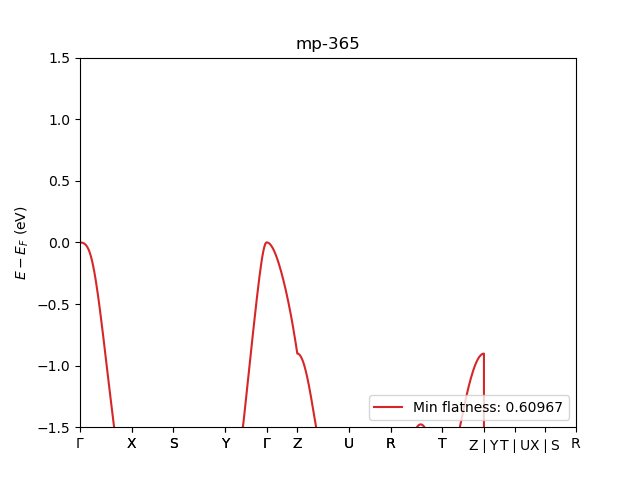 mp-365
1.5
1.0
0.5
0.0
−0.5
−1.0
−1.5
E − E_F (eV)
Min flatness: 0.60967
Γ X S Y Γ Z U R T Z | Y T | U X | S R